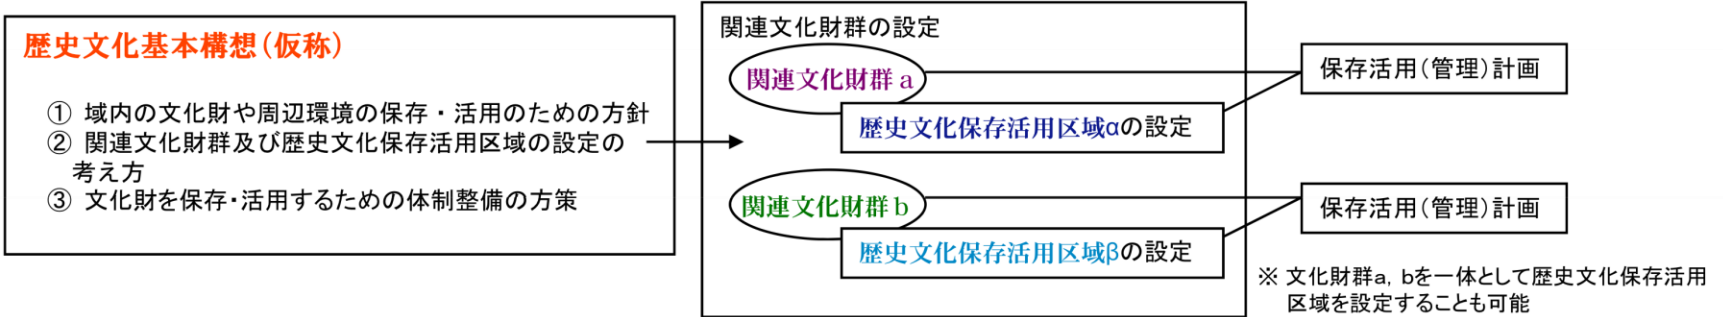 歴史文化基本構想(仮称)
① 域内の文化財や周辺環境の保存・活用のための方針
② 関連文化財群及び歴史文化保存活用区域の設定の
考え方
③ 文化財を保存・活用するための体制整備の方策
関連文化財群の設定
関連文化財群a
歴史文化保存活用区域αの設定
関連文化財群b
歴史文化保存活用区域βの設定
保存活用(管理)計画
保存活用(管理)計画
※ 文化財群a, bを一体として歴史文化保存活用
区域を設定することも可能